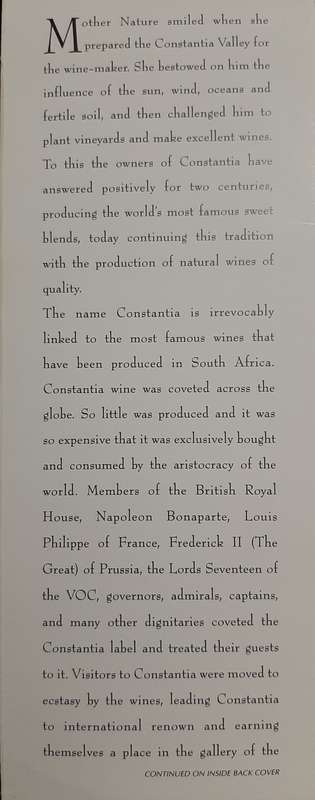 Mother Nature smiled when she
prepared the Constantia Valley for
the wine-maker. She bestowed on him the
influence of the sun, wind, oceans and
fertile soil, and then challenged him to
plant vineyards and make excellent wines.
To this the owners of Constantia have
answered positively for two centuries,
producing the world's most famous sweet
blends, today continuing this tradition
with the production of natural wines of
quality.
The name Constantia is irrevocably
linked to the most famous wines that
have been produced in South Africa.
Constantia wine was coveted across the
globe. So little was produced and it was
so expensive that it was exclusively bought
and consumed by the aristocracy of the
world. Members of the British Royal
House, Napoleon Bonaparte, Louis
Philippe of France, Frederick II (The
Great) of Prussia, the Lords Seventeen of
the VOC, governors, admirals, captains,
and many other dignitaries coveted the
Constantia label and treated their guests
to it. Visitors to Constantia were moved to
ecstasy by the wines, leading Constantia
to international renown and earning
themselves a place in the gallery of the
CONTINUED ON INSIDE BACK COVER